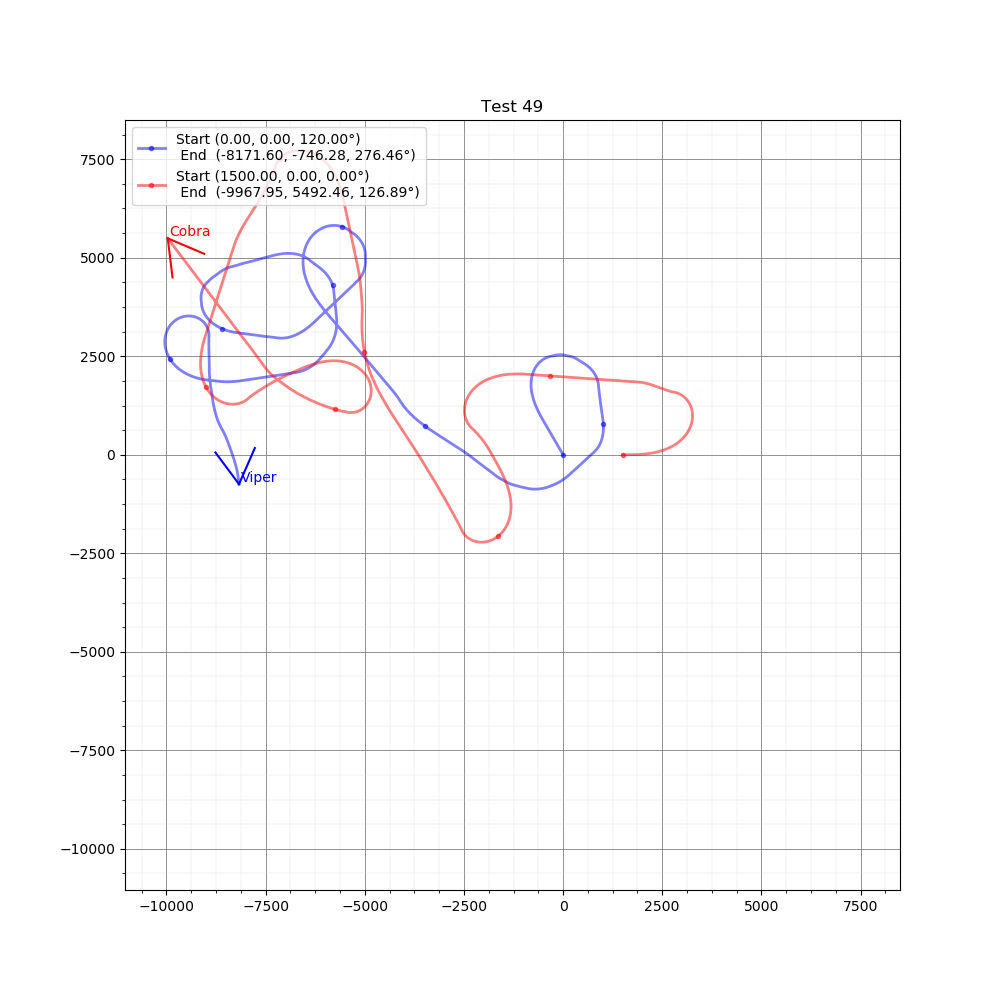 Test 49
Start (0.00, 0.00, 120.00°)
End (-8171.60, -746.28, 276.46°)
Start (1500.00, 0.00, 0.00°)
End (-9967.95, 5492.46, 126.89°)
7500
5000
2500
0
−2500
−5000
−7500
−10000
Cobra
Viper
−10000 −7500 −5000 −2500 0 2500 5000 7500